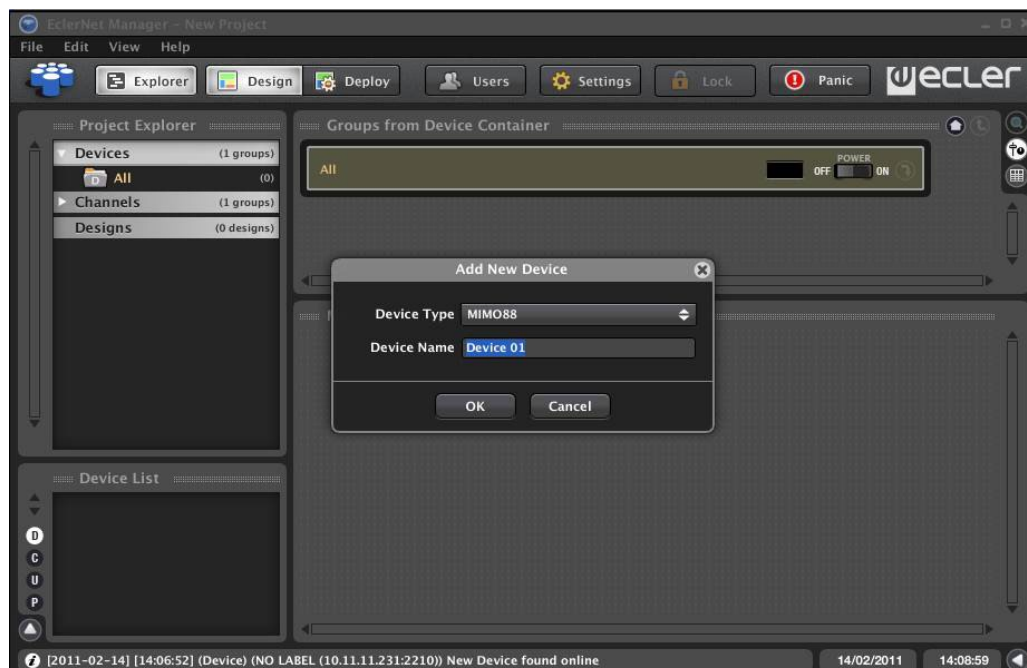 EclerNet Manager – New Project
File Edit View Help
Explorer Design Deploy Users Settings Lock Panic ecler
Project Explorer
Devices (1 groups)
D All (0)
Channels (1 groups)
Designs (0 designs)
Groups from Device Container
All
POWER
OFF ON
Add New Device
Device Type MIMO88
Device Name Device 01
OK Cancel
Device List
D
C
U
P
[2011-02-14] [14:06:52] (Device) (NO LABEL (10.11.11.231:2210)) New Device found online 14/02/2011 14:08:59